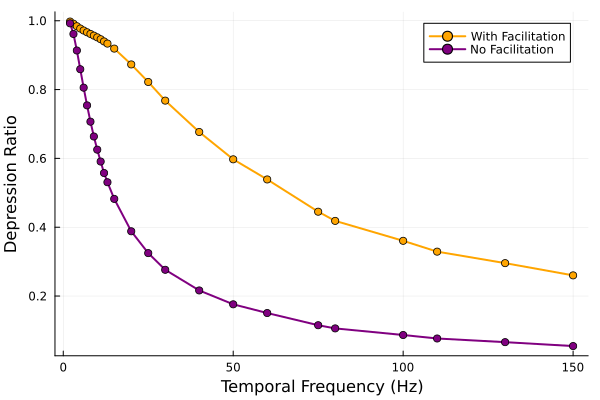 1.0
0.8
0.6
0.4
0.2
0
50
100
150
Depression Ratio
Temporal Frequency (Hz)
With Facilitation
No Facilitation